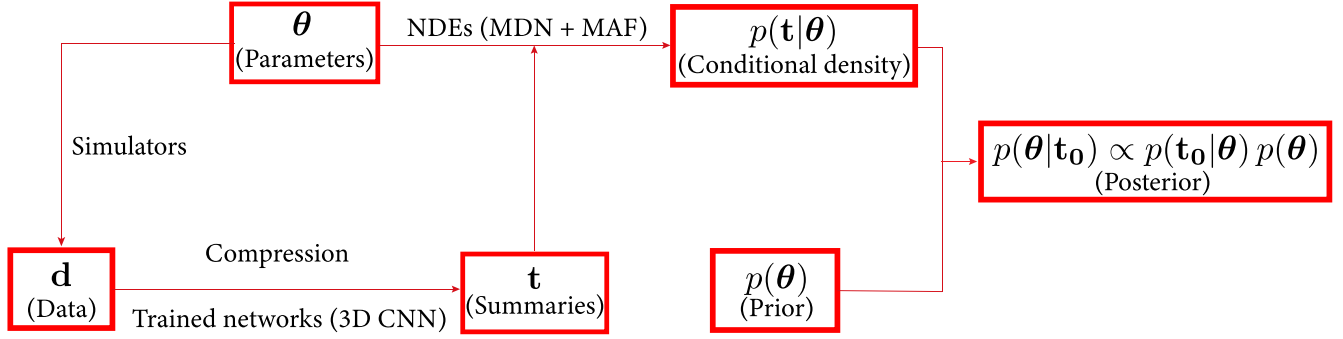 θ
(Parameters)
NDEs (MDN + MAF)
p(t|θ)
(Conditional density)
Simulators
p(θ|t₀) ∝ p(t₀|θ) p(θ)
(Posterior)
d
(Data)
Compression
Trained networks (3D CNN)
t
(Summaries)
p(θ)
(Prior)